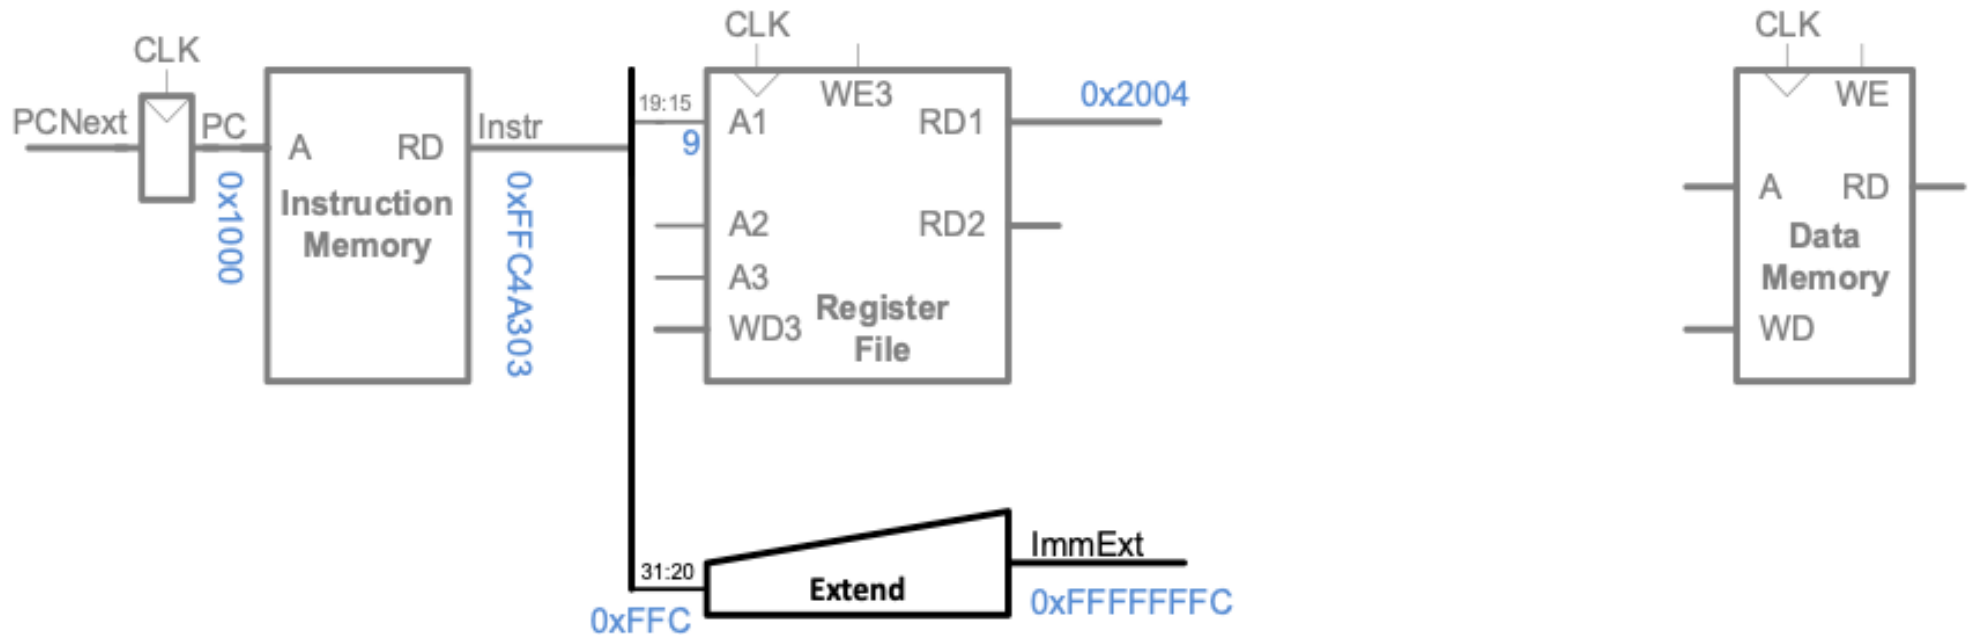 CLK
PCNext
PC
0x1000
A
RD
Instruction
Memory
Instr
0xFFC4A303
19:15
9
CLK
WE3
A1
RD1
0x2004
A2
RD2
A3
WD3
Register
File
31:20
0xFFC
Extend
ImmExt
0xFFFFFFFC
CLK
WE
A
RD
Data
Memory
WD